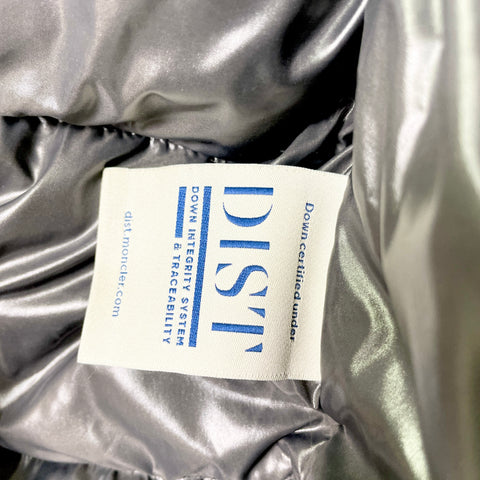 Down certified under
DIST
DOWN INTEGRITY SYSTEM
& TRACEABILITY
dist.moncler.com